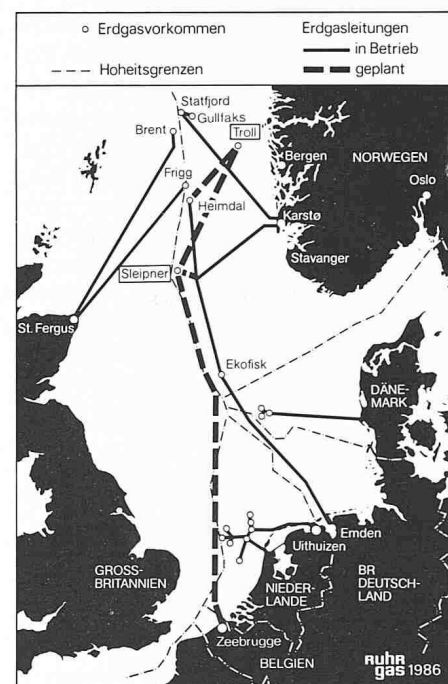 Erdgasvorkommen
Hoheitsgrenzen
Erdgasleitungen
in Betrieb
geplant
Statfjord
Gullfaks
Brent
Troll
Bergen
NORWEGEN
Oslo
Frigg
Heimdal
Karstø
Stavanger
Sleipner
St. Fergus
Ekofisk
DÄNE-
MARK
Emden
Uithuizen
GROSS-
BRITANNIEN
NIEDER-
LANDE
BR
DEUTSCH-
LAND
Zeebrugge
BELGIEN
RUHR
gas 1986